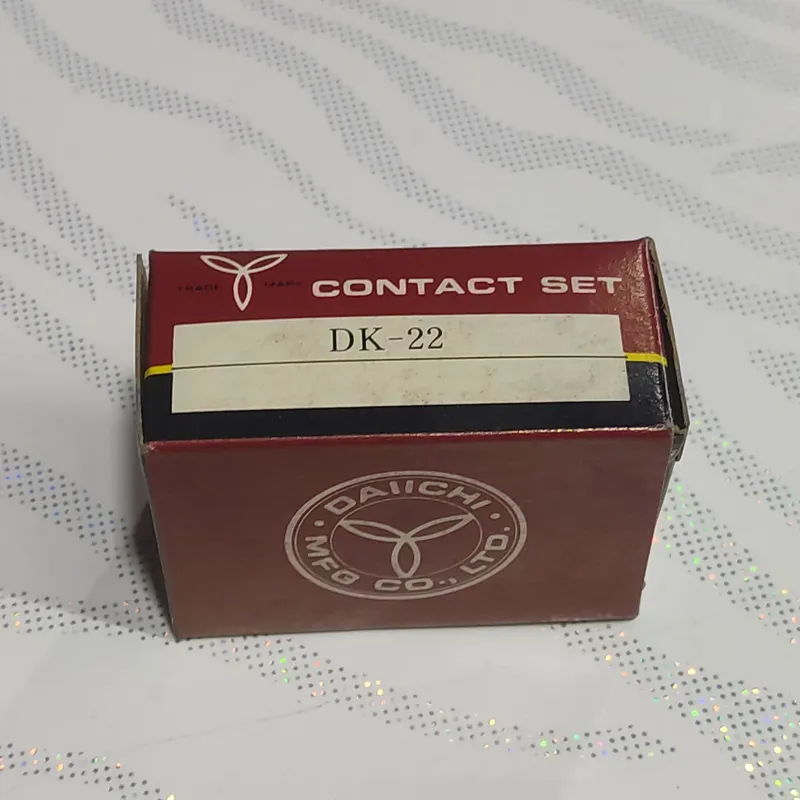 TRADE MARK CONTACT SET
DK-22
DAIICHI
MFG CO., LTD.